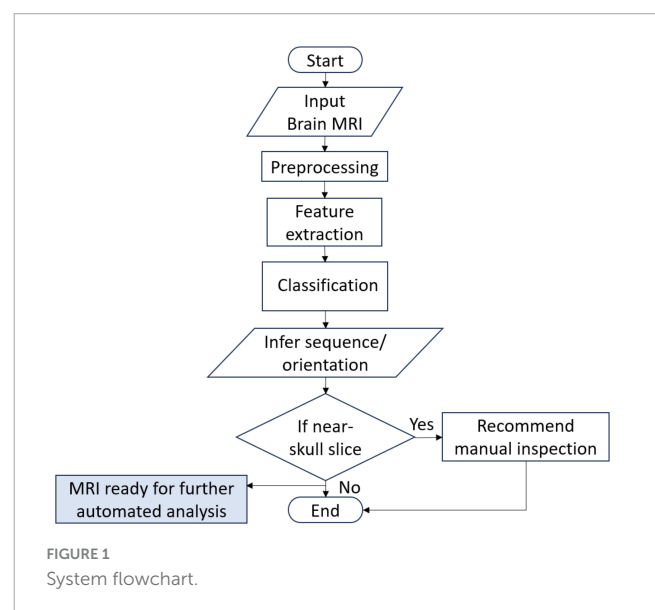 Start
Input
Brain MRI
Preprocessing
Feature
extraction
Classification
Infer sequence/
orientation
If near-
skull slice
Yes
Recommend
manual inspection
No
MRI ready for further
automated analysis
End
FIGURE 1
System flowchart.